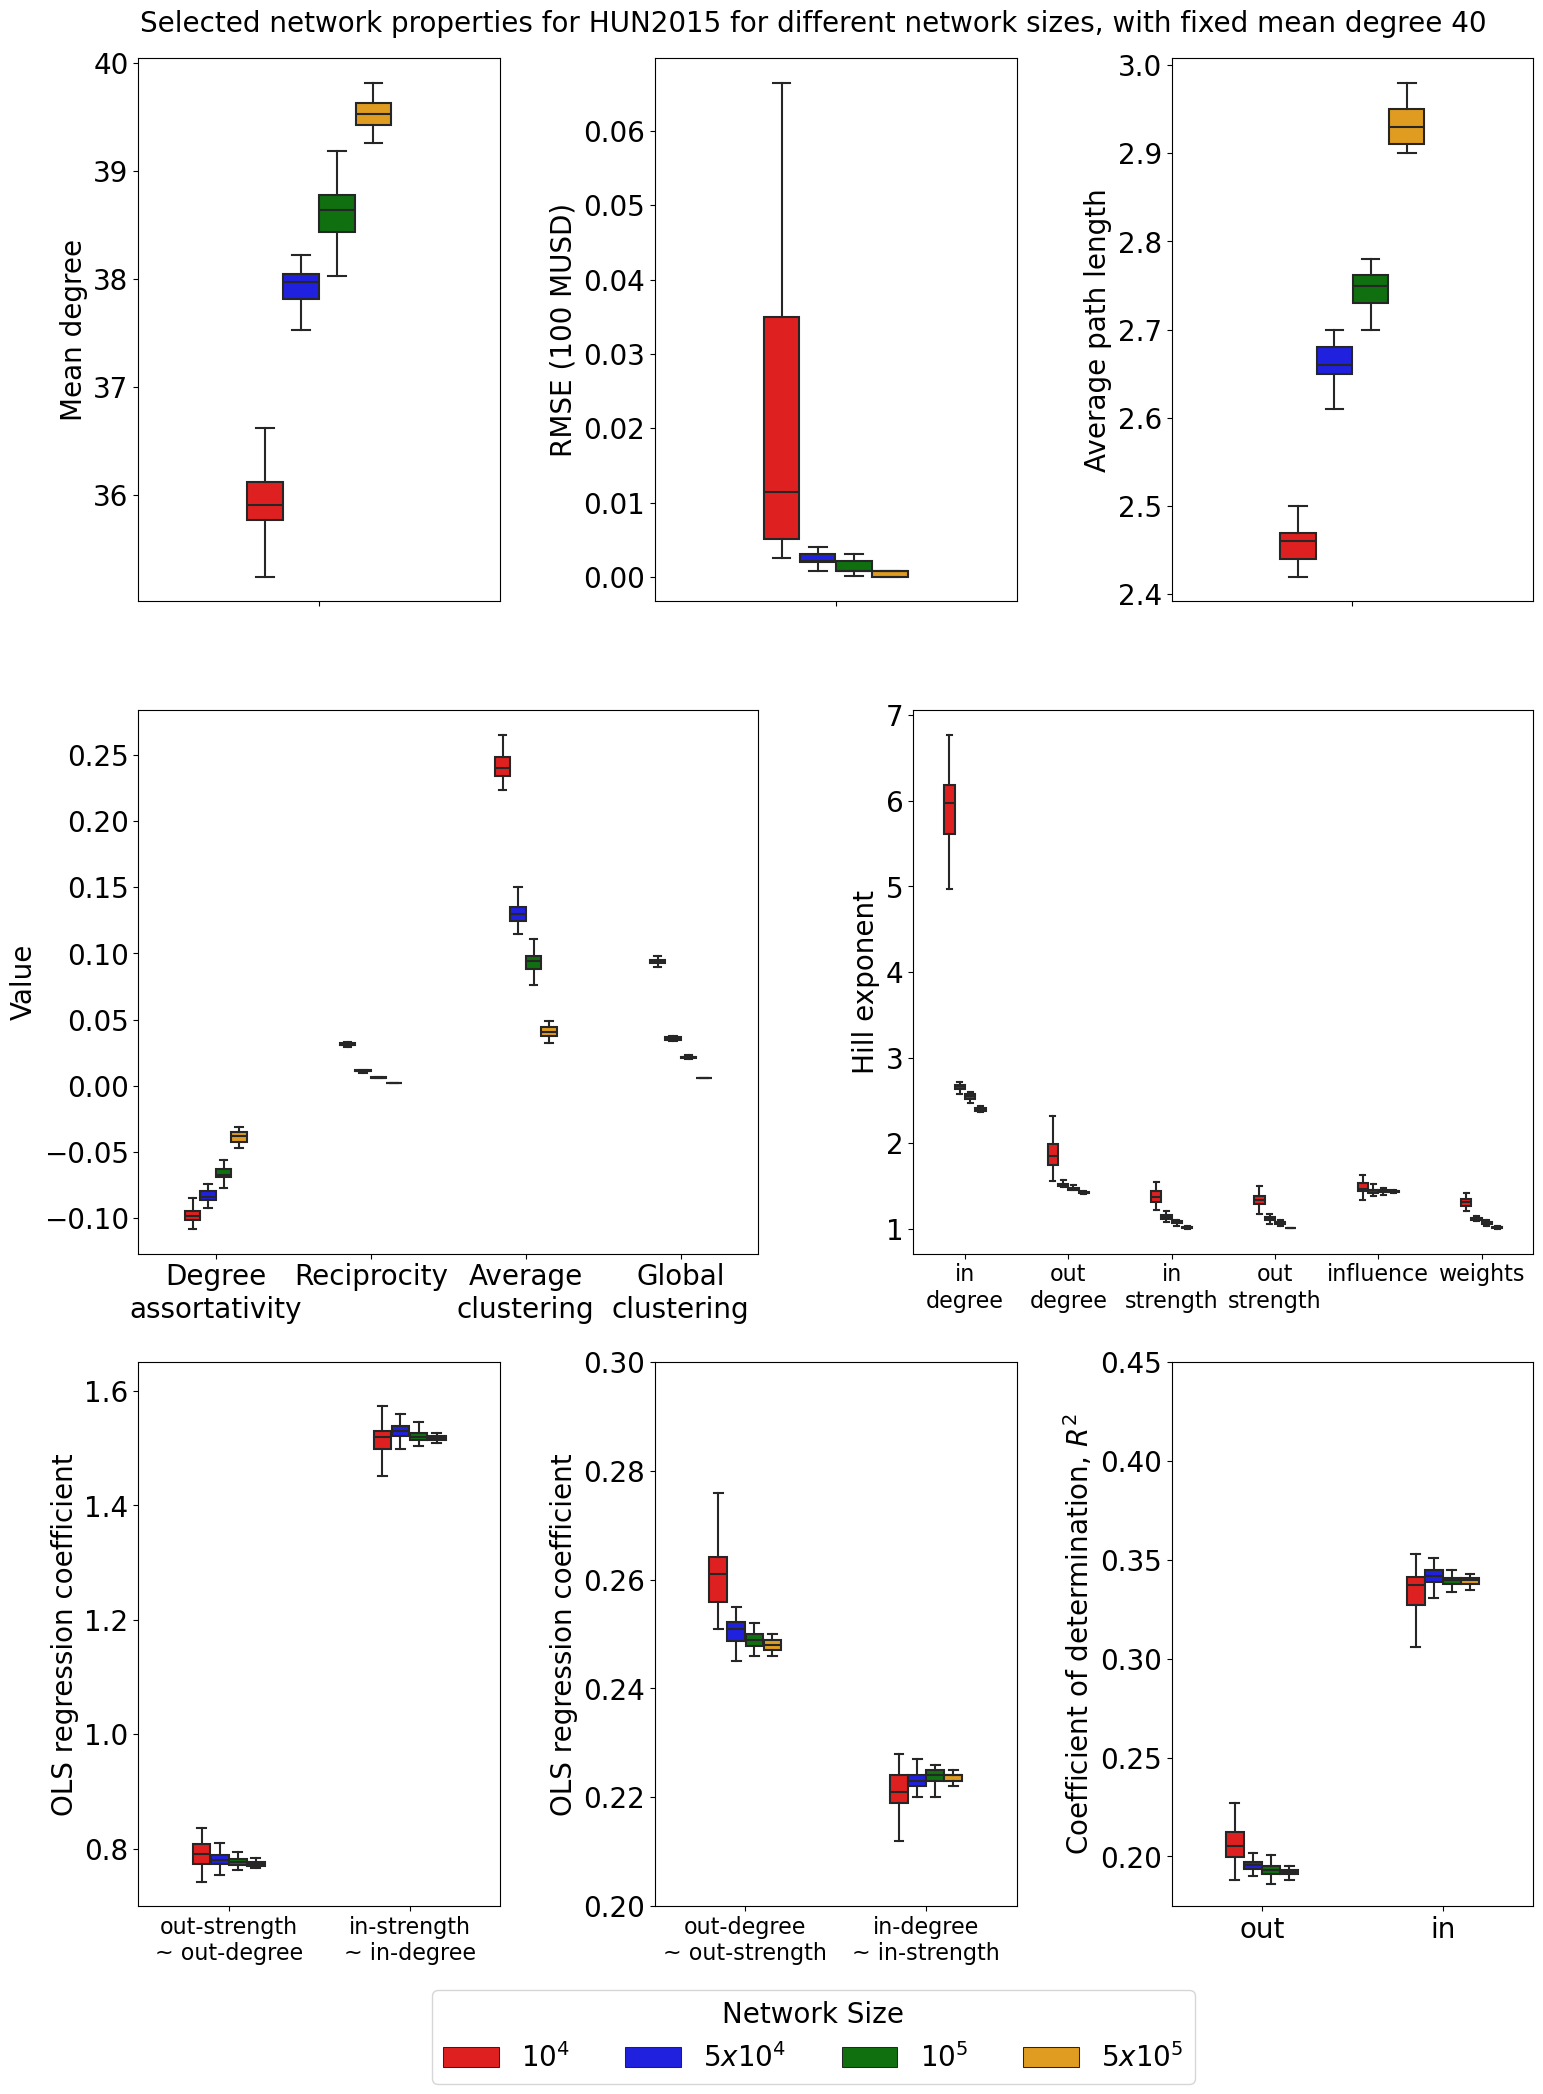 Selected network properties for HUN2015 for different network sizes, with fixed mean degree 40
Mean degree
40
39
38
37
36
RMSE (100 MUSD)
0.06
0.05
0.04
0.03
0.02
0.01
0.00
Average path length
3.0
2.9
2.8
2.7
2.6
2.5
2.4
Value
0.25
0.20
0.15
0.10
0.05
0.00
−0.05
−0.10
Degree
assortativity
Reciprocity
Average
clustering
Global
clustering
Hill exponent
7
6
5
4
3
2
1
in
degree
out
degree
in
strength
out
strength
influence
weights
OLS regression coefficient
1.6
1.4
1.2
1.0
0.8
out-strength
~ out-degree
in-strength
~ in-degree
OLS regression coefficient
0.30
0.28
0.26
0.24
0.22
0.20
out-degree
~ out-strength
in-degree
~ in-strength
Coefficient of determination, R²
0.45
0.40
0.35
0.30
0.25
0.20
out
in
Network Size
10⁴
5x10⁴
10⁵
5x10⁵